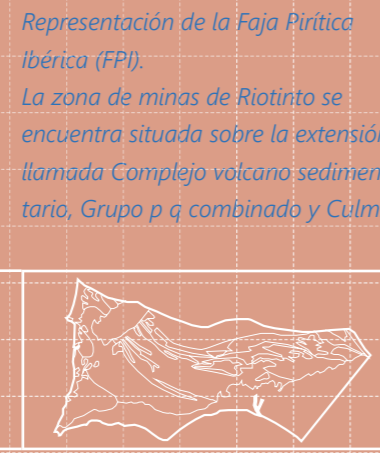 Representación de la Faja Pirítica
Ibérica (FPI).
La zona de minas de Riotinto se
encuentra situada sobre la extensión
llamada Complejo volcano sedimen
tario, Grupo p q combinado y Culm